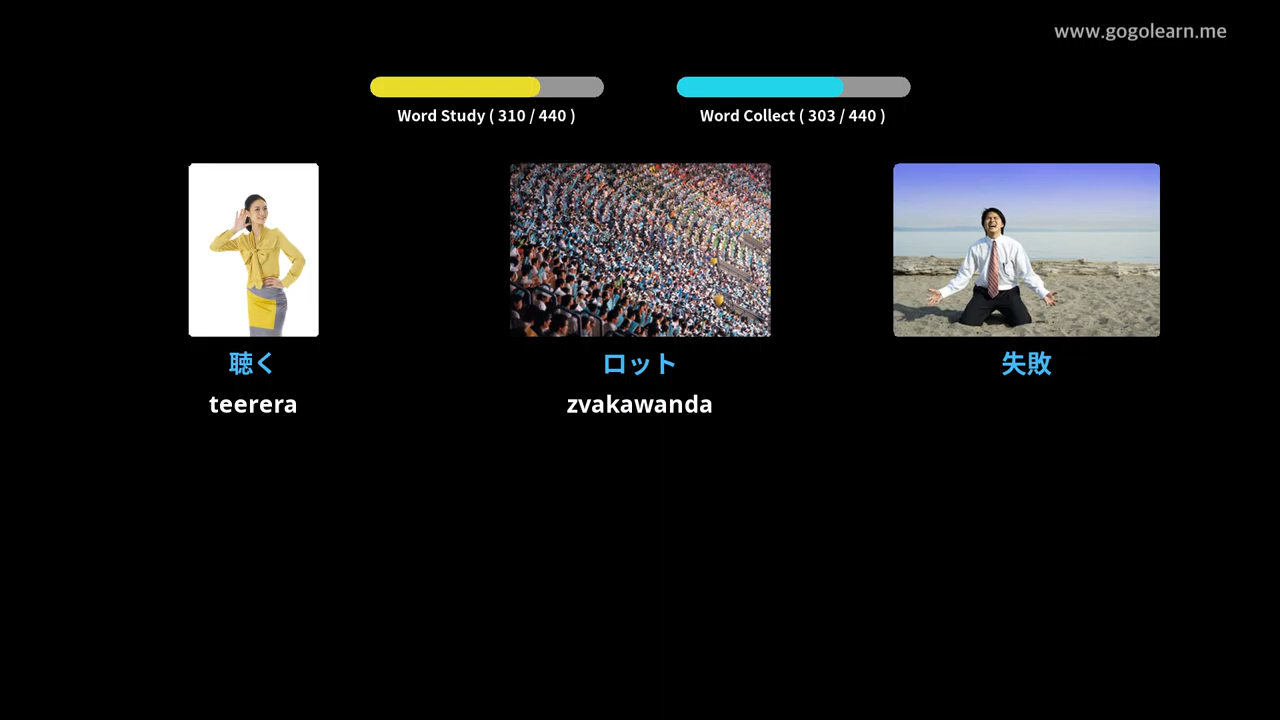 www.gogolearn.me
Word Study ( 310 / 440 )
Word Collect ( 303 / 440 )
聴く
ロット
失敗
teerera
zvakawanda